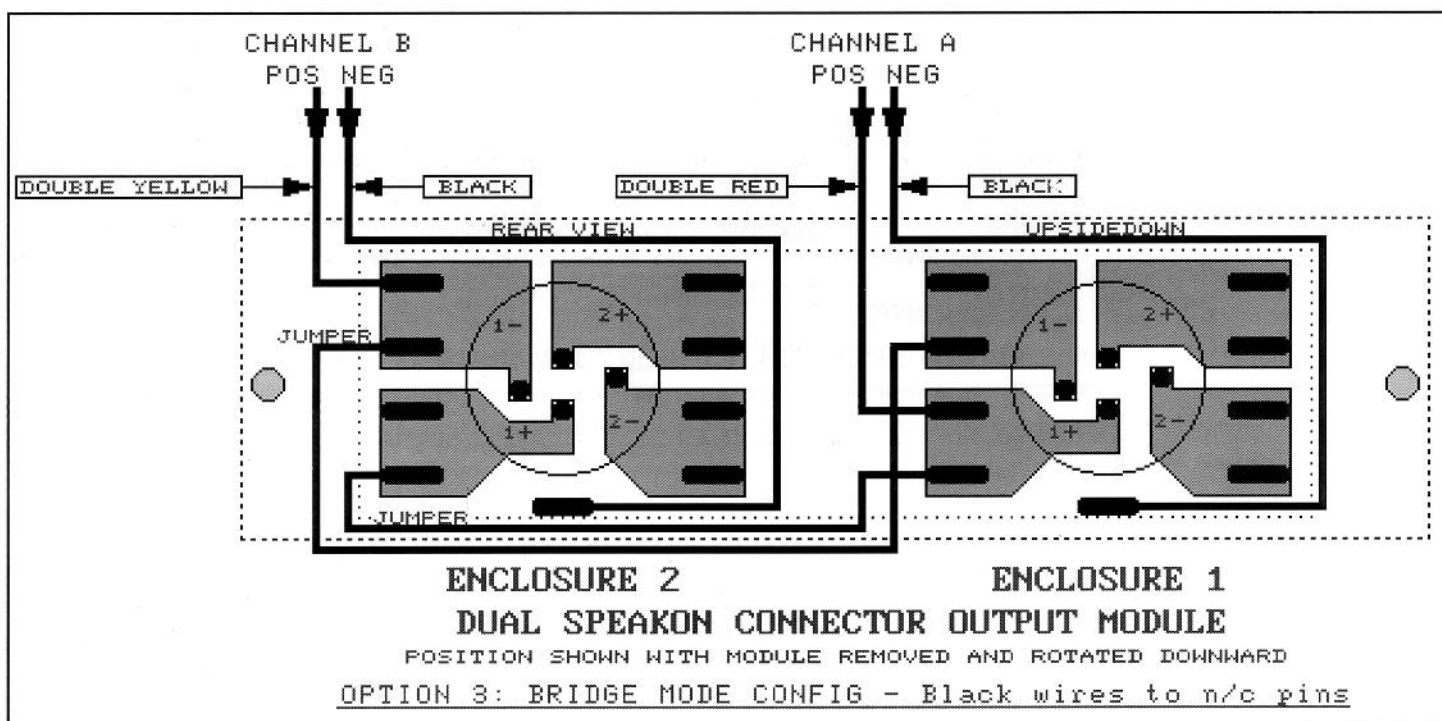 CHANNEL B
POS NEG
CHANNEL A
POS NEG
DOUBLE YELLOW
BLACK
DOUBLE RED
BLACK
REAR VIEW
UPSIDEDOWN
1-
2+
1-
2+
JUMPER
1+
2-
1+
2-
JUMPER
ENCLOSURE 2
ENCLOSURE 1
DUAL SPEAKON CONNECTOR OUTPUT MODULE
POSITION SHOWN WITH MODULE REMOVED AND ROTATED DOWNWARD
OPTION 3: BRIDGE MODE CONFIG - Black wires to n/c pins